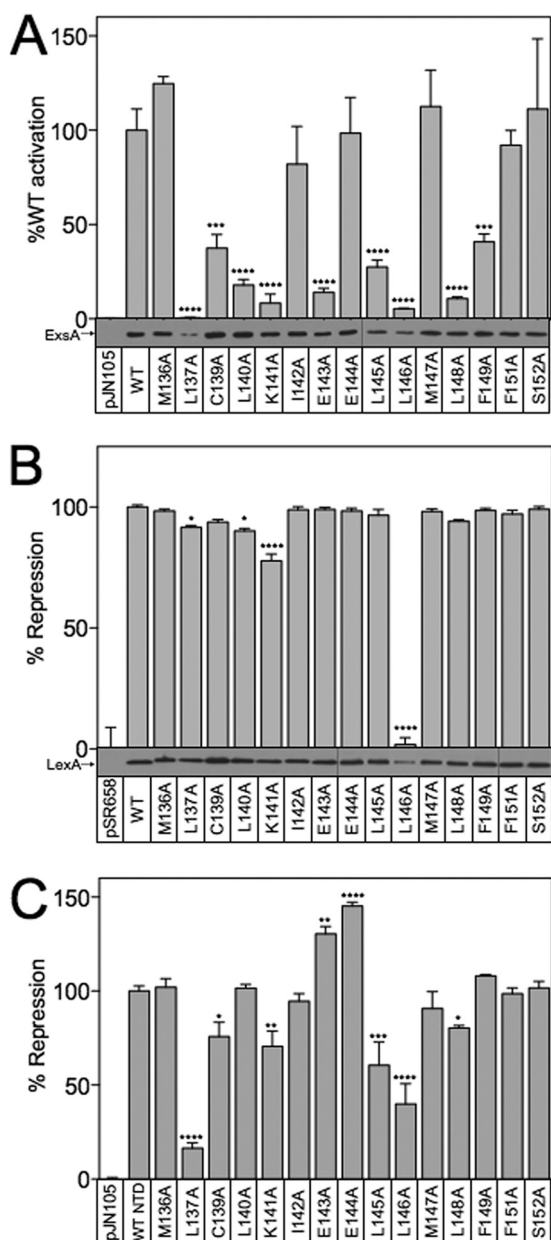 A
%WT activation
150
100
50
0
*** **** **** **** **** **** **** **** ***
ExsA→
pJN105 WT M136A L137A C139A L140A K141A I142A E143A E144A L145A L146A M147A L148A F149A F151A S152A
B
% Repression
100
50
0
* * **** ****
LexA→
pSR658 WT M136A L137A C139A L140A K141A I142A E143A E144A L145A L146A M147A L148A F149A F151A S152A
C
% Repression
150
100
50
0
**** * ** ** **** *** **** *
pJN105 WT NTD M136A L137A C139A L140A K141A I142A E143A E144A L145A L146A M147A L148A F149A F151A S152A